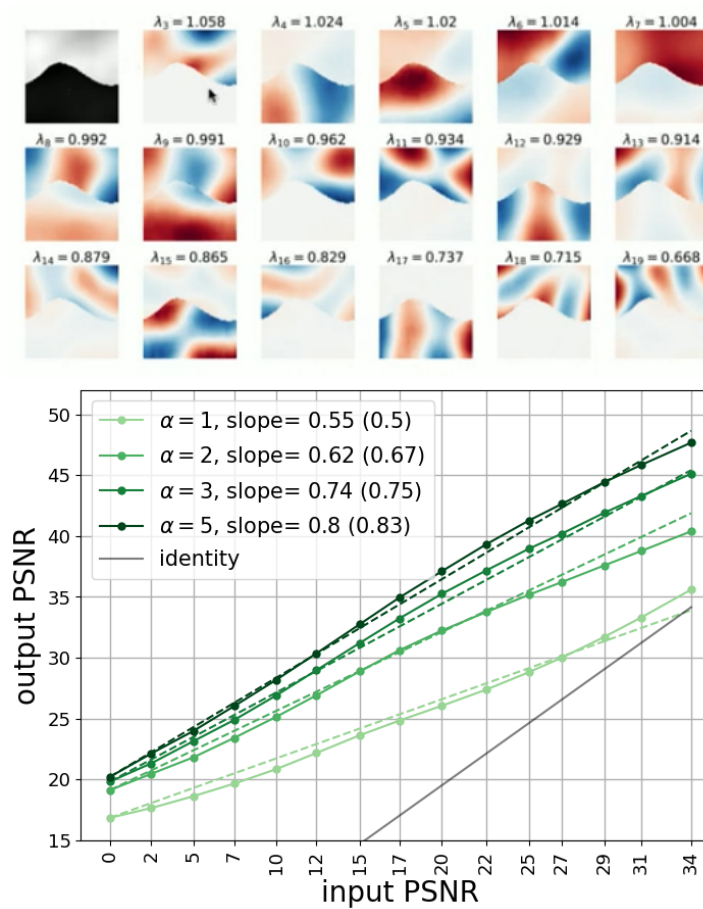 λ3 = 1.058 λ4 = 1.024 λ5 = 1.02 λ6 = 1.014 λ7 = 1.004
λ8 = 0.992 λ9 = 0.991 λ10 = 0.962 λ11 = 0.934 λ12 = 0.929 λ13 = 0.914
λ14 = 0.879 λ15 = 0.865 λ16 = 0.829 λ17 = 0.737 λ18 = 0.715 λ19 = 0.668
α = 1, slope= 0.55 (0.5)
α = 2, slope= 0.62 (0.67)
α = 3, slope= 0.74 (0.75)
α = 5, slope= 0.8 (0.83)
identity
output PSNR
50
45
40
35
30
25
20
15
0 2 5 7 10 12 15 17 20 22 25 27 29 31 34
input PSNR